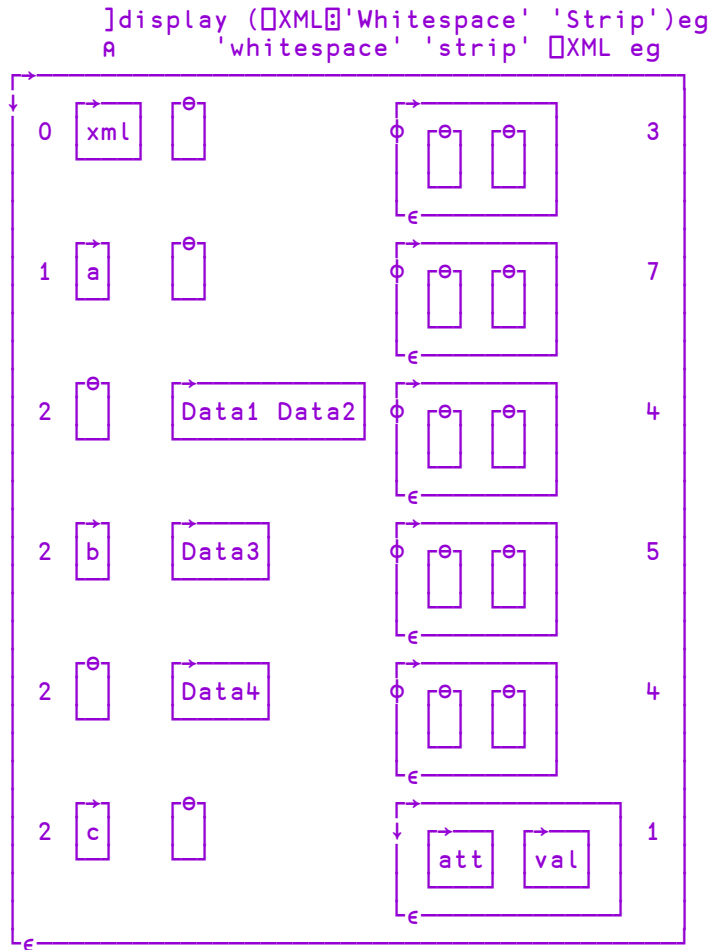 ]display (⎕XML⍠'Whitespace' 'Strip')eg
⍝ 'whitespace' 'strip' ⎕XML eg
0 xml 3
1 a 7
2 Data1 Data2 4
2 b Data3 5
2 Data4 4
2 c att val 1